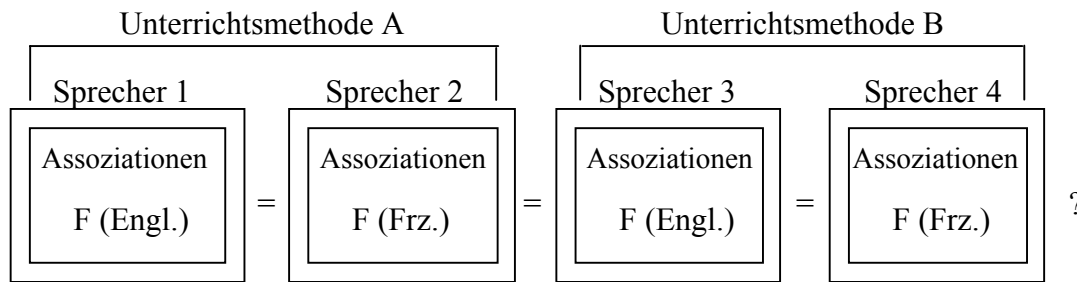 Unterrichtsmethode A Unterrichtsmethode B
Sprecher 1 Sprecher 2 Sprecher 3 Sprecher 4
Assoziationen Assoziationen Assoziationen Assoziationen
F (Engl.) = F (Frz.) = F (Engl.) = F (Frz.) ?